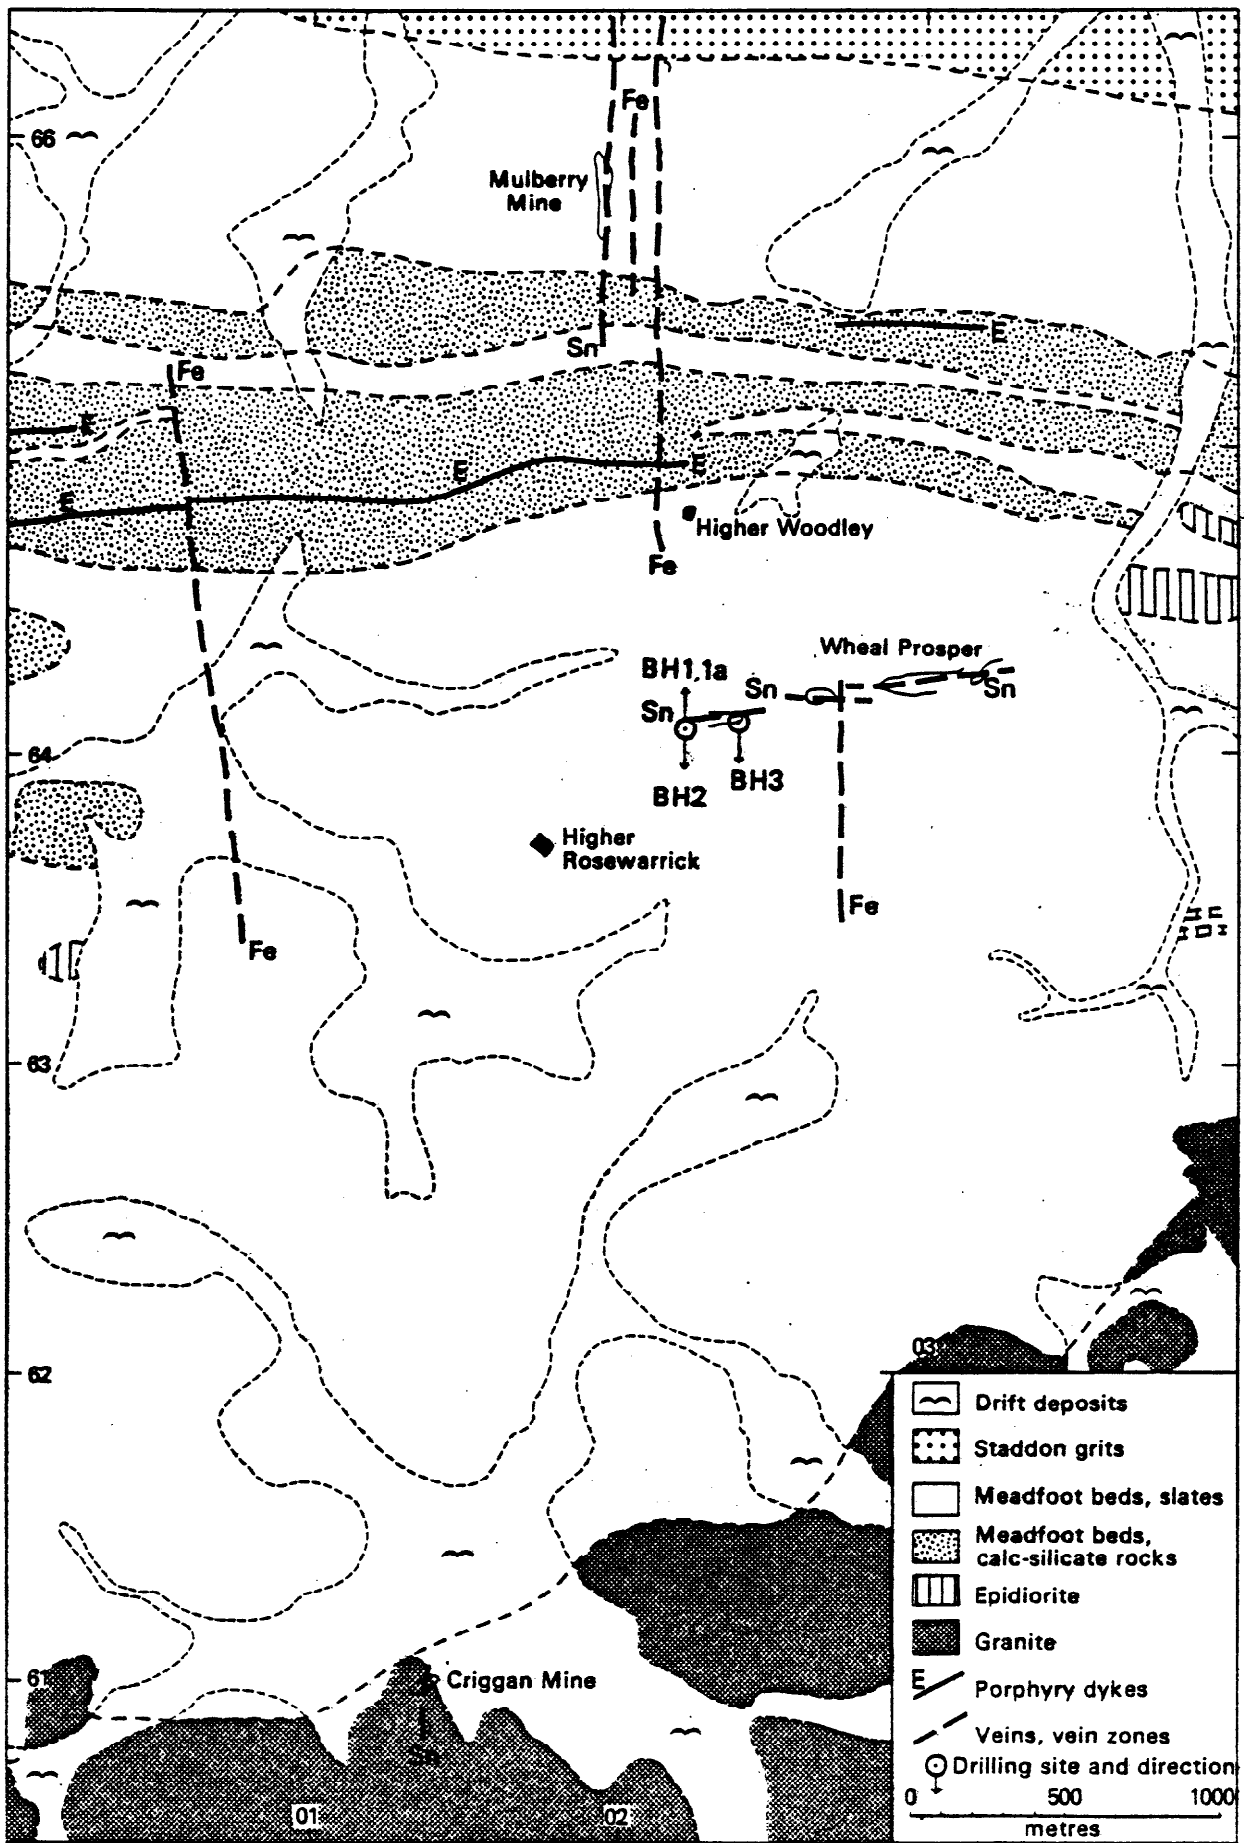 66
Fe
Mulberry
Mine
Sn
E
Fe
E
E
E
E
Higher Woodley
Fe
Wheal Prosper
BH1,1a
Sn
Sn
Sn
64
BH3
BH2
Higher
Rosewarrick
Fe
Fe
63
62
03
Drift deposits
Staddon grits
Meadfoot beds, slates
Meadfoot beds,
calc-silicate rocks
Epidiorite
Granite
E
Porphyry dykes
Veins, vein zones
Drilling site and direction
0 500 1000
metres
61
Criggan Mine
Sn
01
02